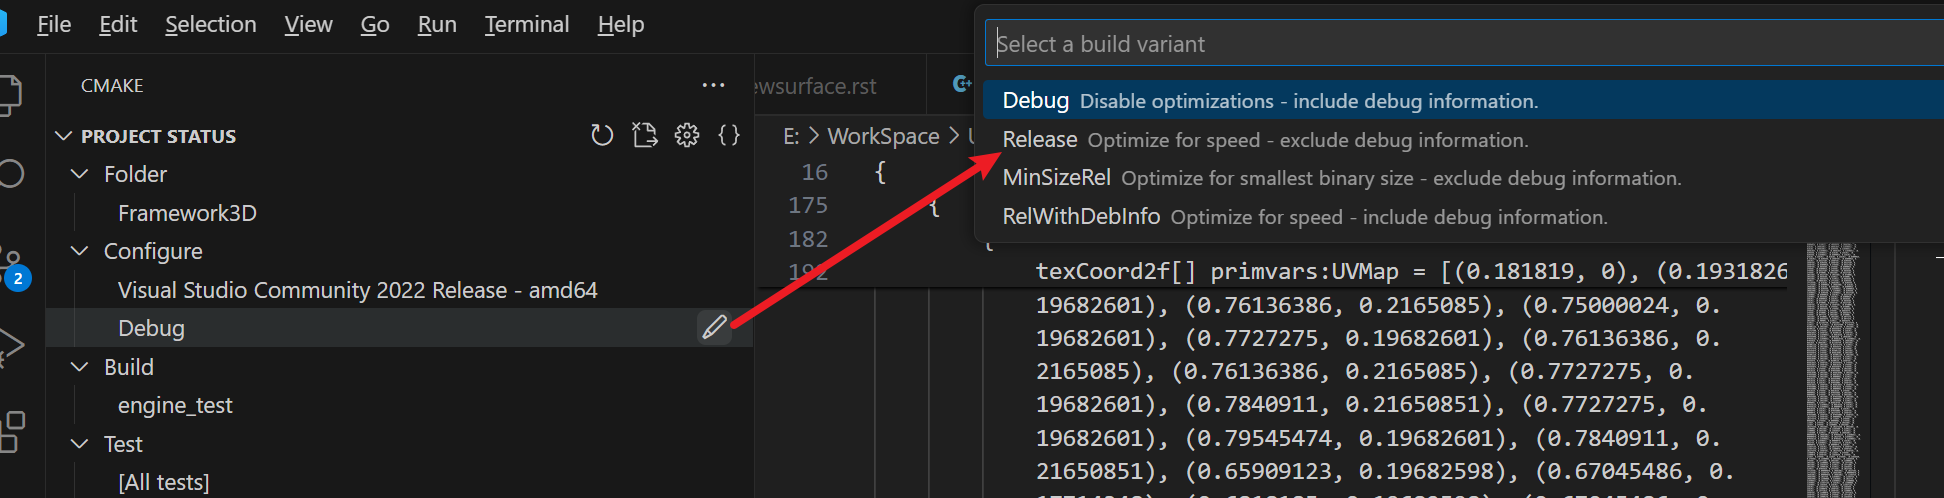 File Edit Selection View Go Run Terminal Help
Select a build variant
Debug Disable optimizations - include debug information.
Release Optimize for speed - exclude debug information.
MinSizeRel Optimize for smallest binary size - exclude debug information.
RelWithDebInfo Optimize for speed - include debug information.
CMAKE
PROJECT STATUS
Folder
Framework3D
Configure
Visual Studio Community 2022 Release - amd64
Debug
Build
engine_test
Test
[All tests]
2
ewsurface.rst
E: > WorkSpace >
16 {
175 {
182 {
192
texCoord2f[] primvars:UVMap = [(0.181819, 0), (0.1931826
19682601), (0.76136386, 0.2165085), (0.75000024, 0.
19682601), (0.7727275, 0.19682601), (0.76136386, 0.
2165085), (0.76136386, 0.2165085), (0.7727275, 0.
19682601), (0.7840911, 0.21650851), (0.7727275, 0.
19682601), (0.79545474, 0.19682601), (0.7840911, 0.
21650851), (0.65909123, 0.19682598), (0.67045486, 0.